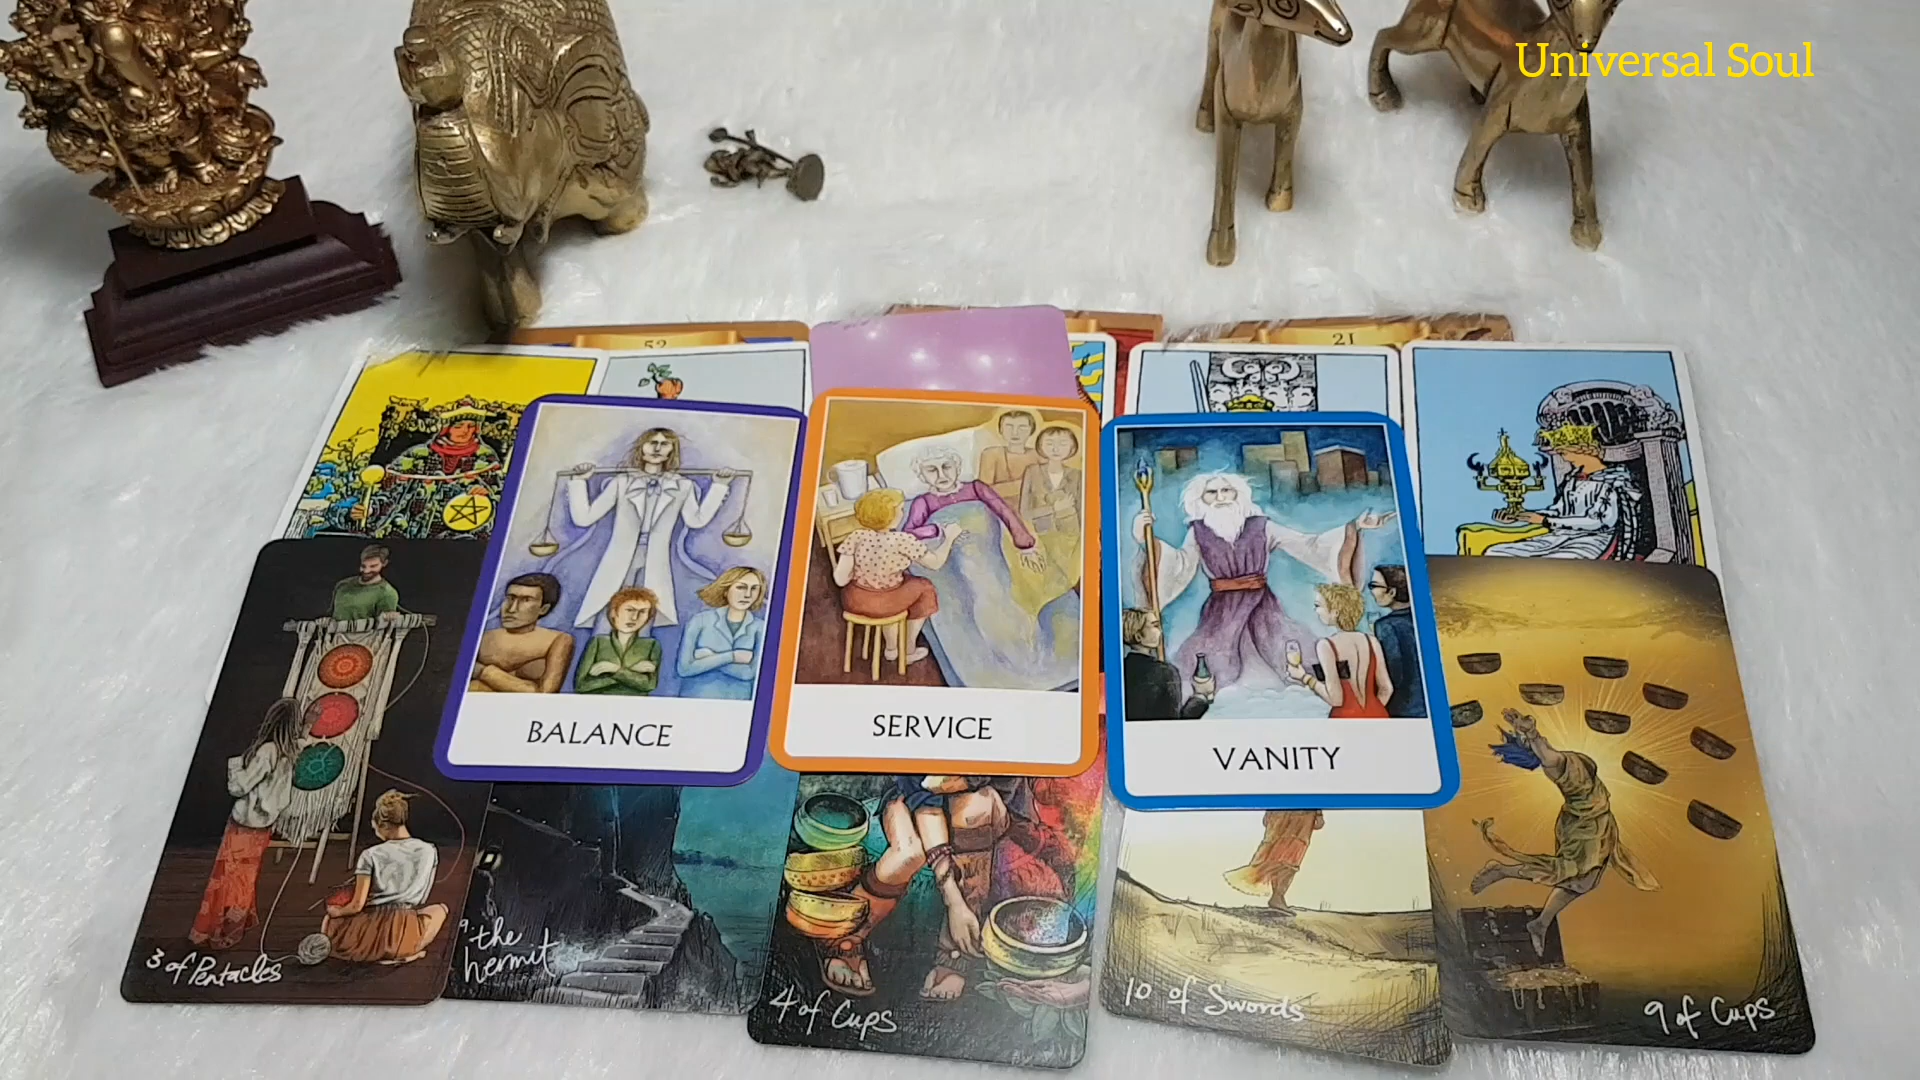 Universal Soul
52
21
BALANCE
SERVICE
VANITY
3 of Pentacles
9 the
hermit
4 of Cups
10 of Swords
9 of Cups